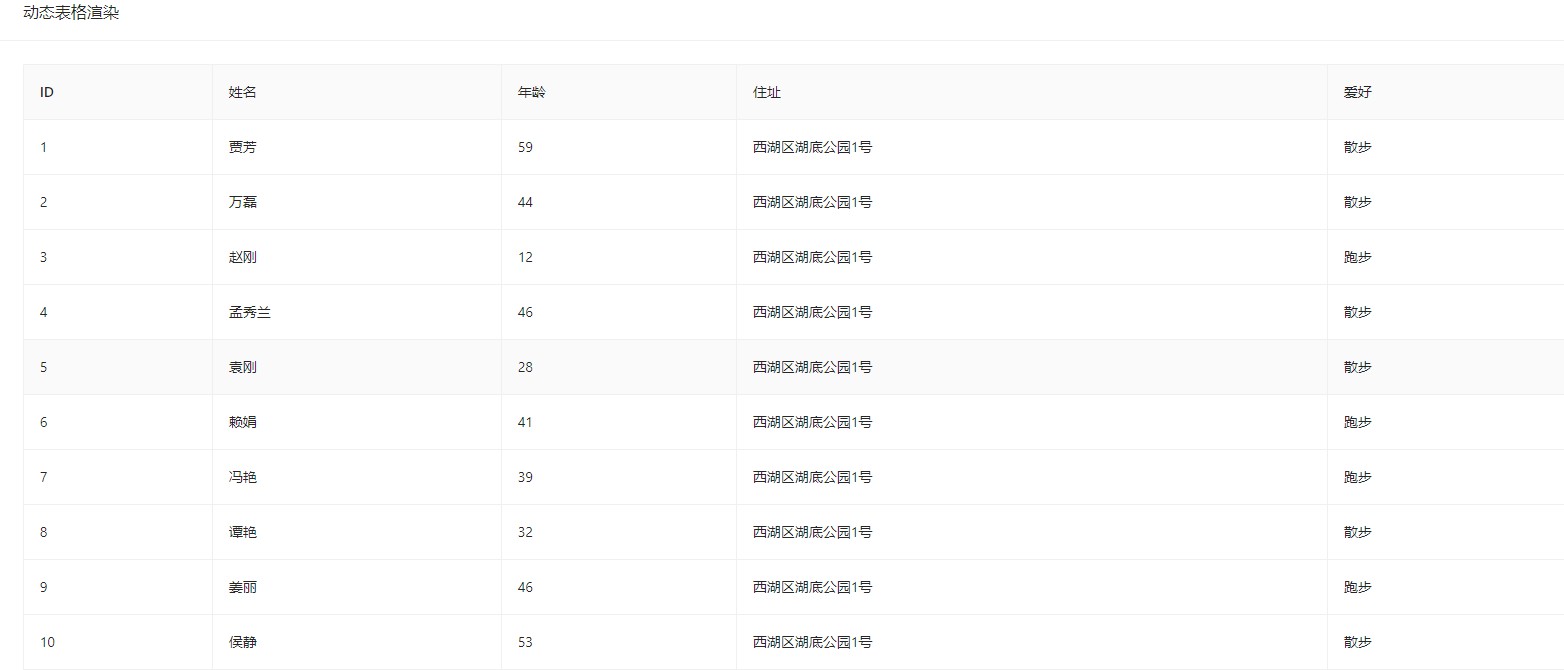 动态表格渲染
ID 姓名 年龄 住址 爱好
1 贾芳 59 西湖区湖底公园1号 散步
2 万磊 44 西湖区湖底公园1号 散步
3 赵刚 12 西湖区湖底公园1号 跑步
4 孟秀兰 46 西湖区湖底公园1号 散步
5 袁刚 28 西湖区湖底公园1号 散步
6 赖娟 41 西湖区湖底公园1号 跑步
7 冯艳 39 西湖区湖底公园1号 跑步
8 谭艳 32 西湖区湖底公园1号 散步
9 姜丽 46 西湖区湖底公园1号 跑步
10 侯静 53 西湖区湖底公园1号 散步